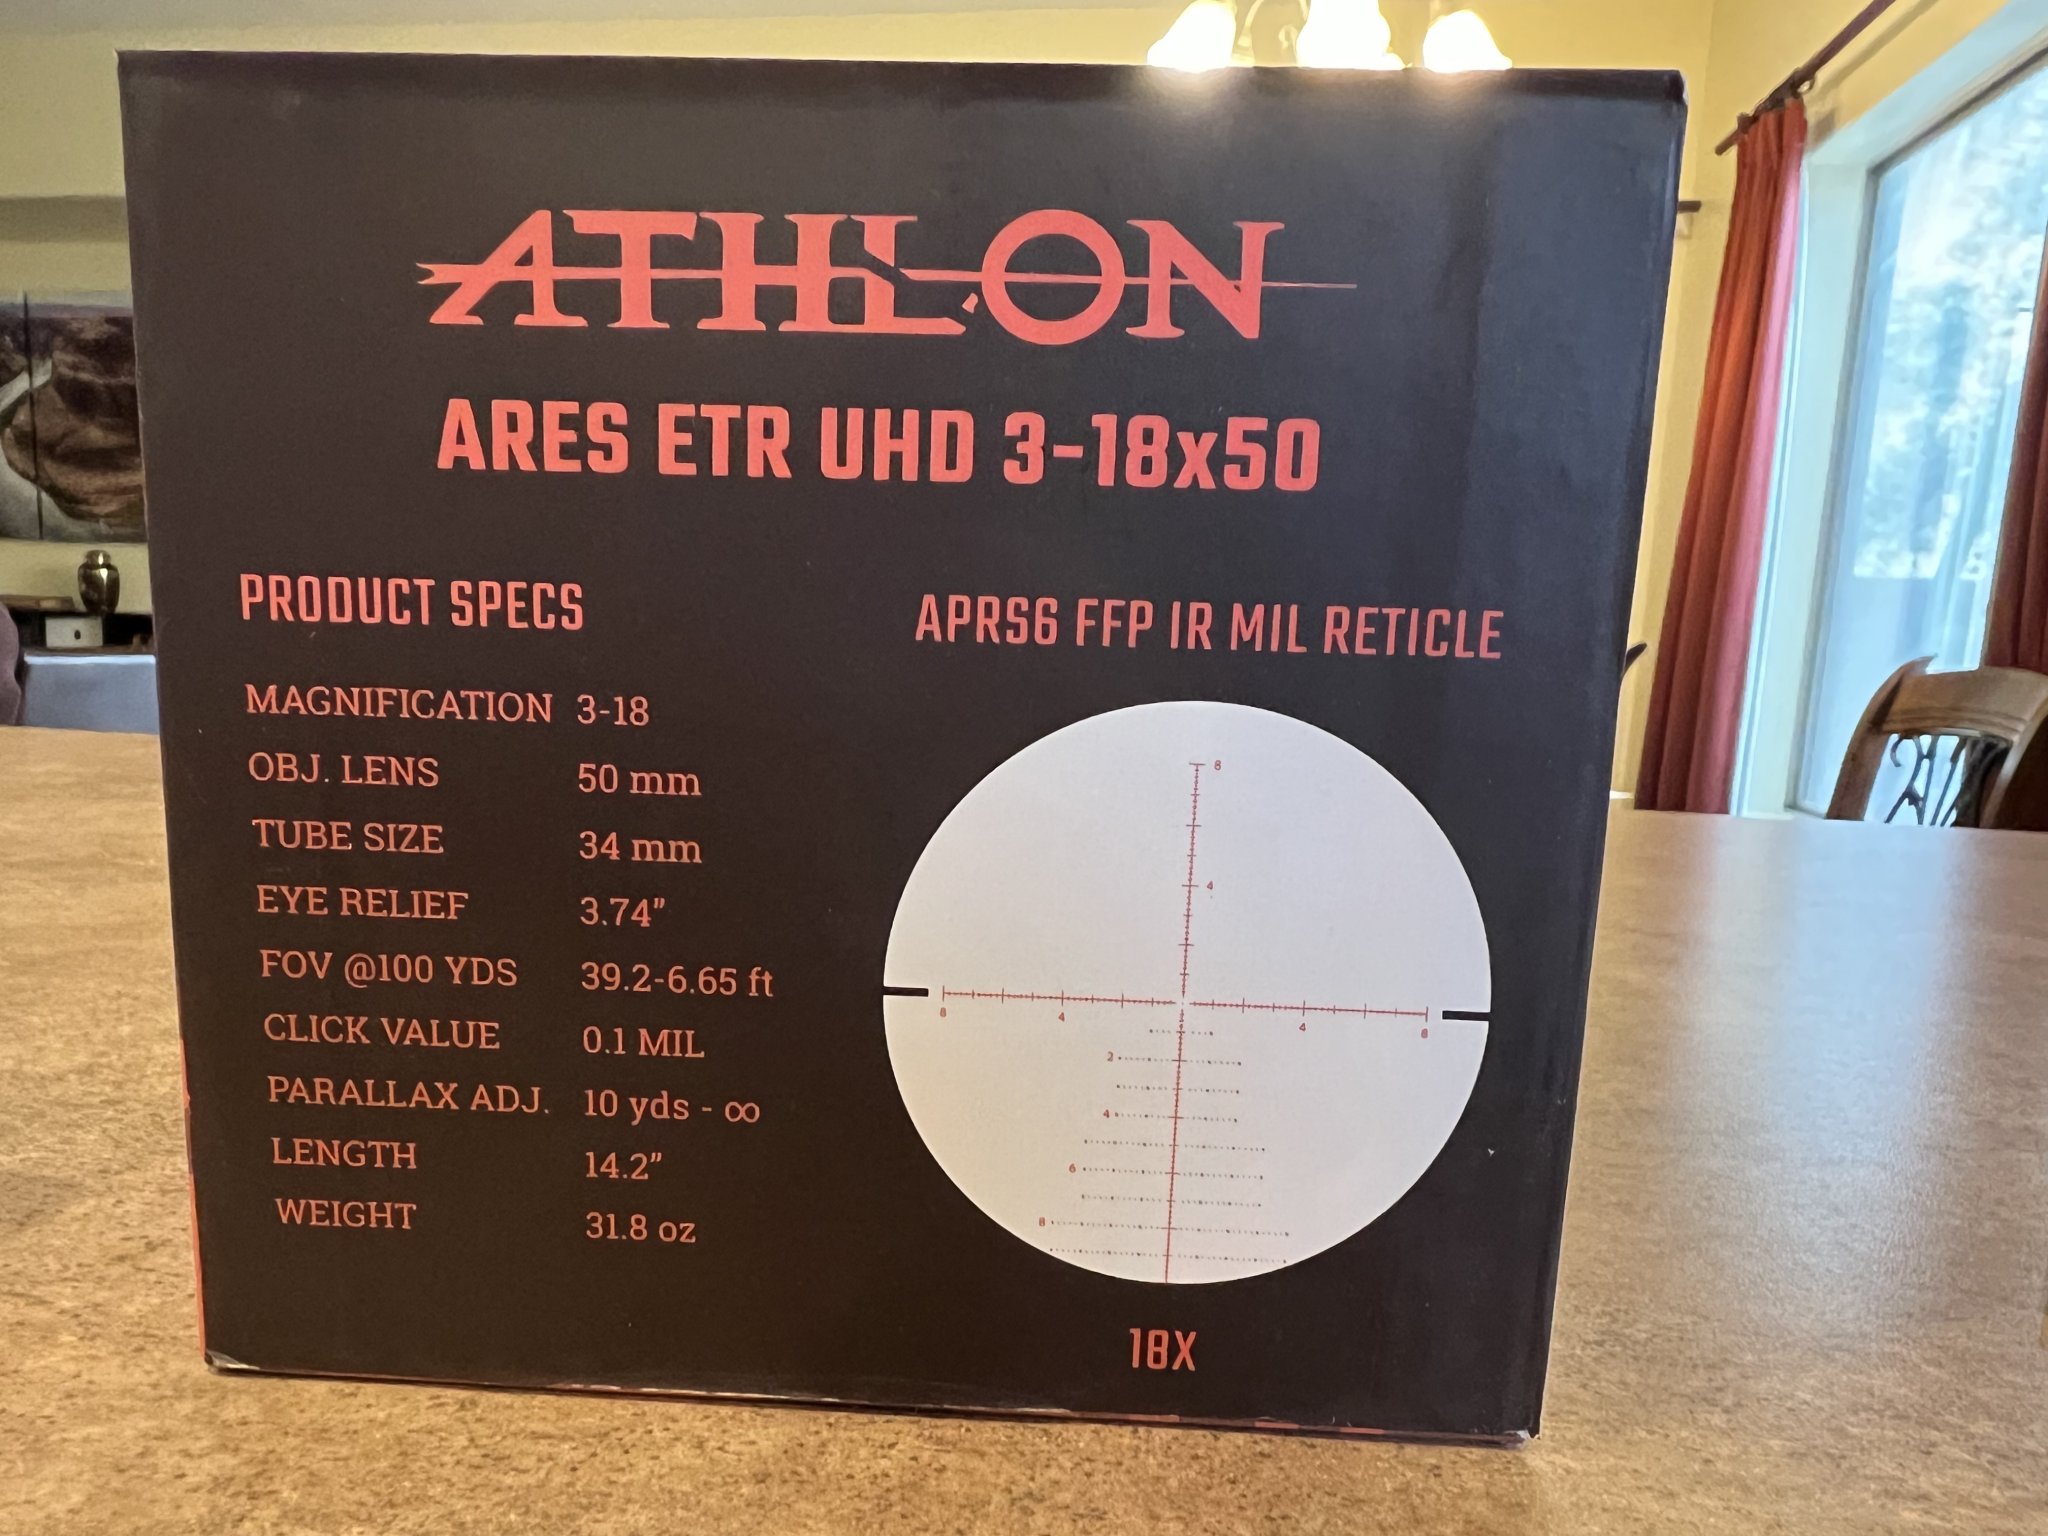 ATHLON
ARES ETR UHD 3-18x50
PRODUCT SPECS
MAGNIFICATION 3-18
OBJ. LENS 50 mm
TUBE SIZE 34 mm
EYE RELIEF 3.74"
FOV @100 YDS 39.2-6.65 ft
CLICK VALUE 0.1 MIL
PARALLAX ADJ. 10 yds - ∞
LENGTH 14.2"
WEIGHT 31.8 oz
APRS6 FFP IR MIL RETICLE
8
4
8 4 4 8
2
4
6
8
18X